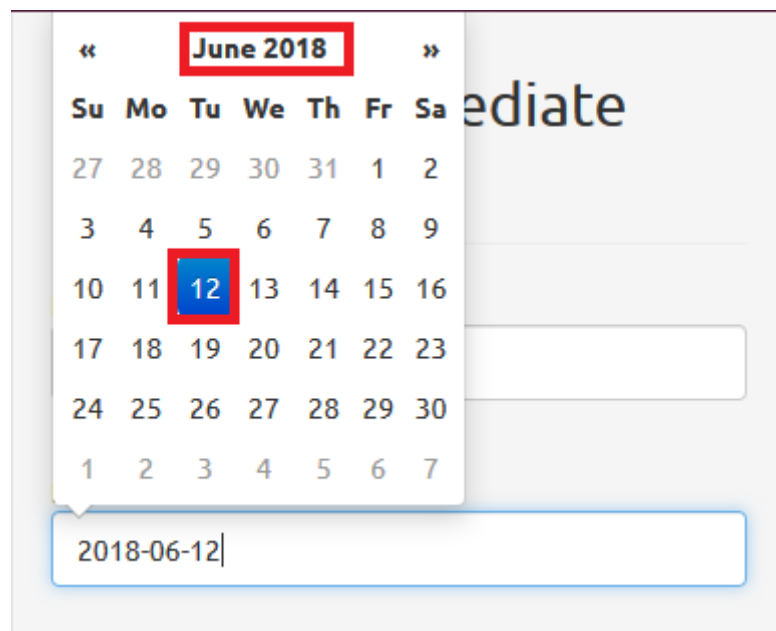 « June 2018 »
Su Mo Tu We Th Fr Sa
ediate
27 28 29 30 31 1 2
3 4 5 6 7 8 9
10 11 12 13 14 15 16
17 18 19 20 21 22 23
24 25 26 27 28 29 30
1 2 3 4 5 6 7
2018-06-12